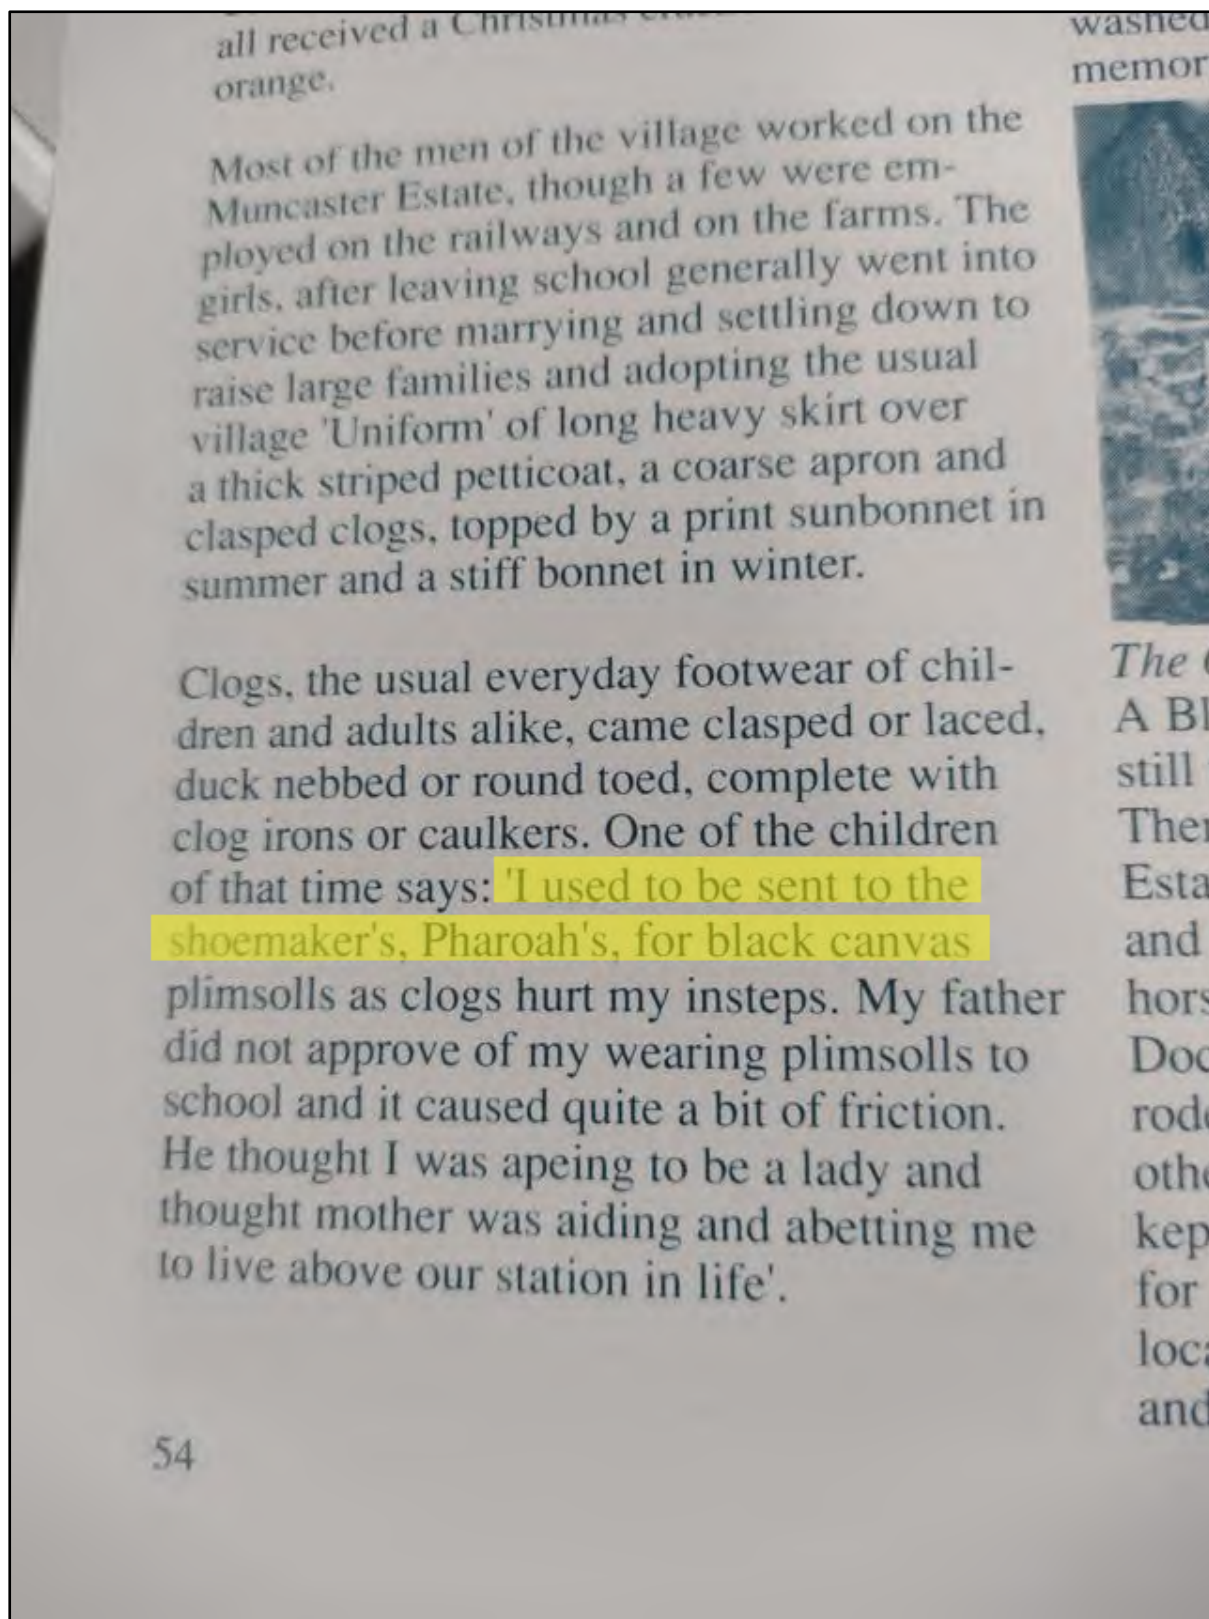 all received a Christmas
orange.
Most of the men of the village worked on the
Muncaster Estate, though a few were em-
ployed on the railways and on the farms. The
girls, after leaving school generally went into
service before marrying and settling down to
raise large families and adopting the usual
village 'Uniform' of long heavy skirt over
a thick striped petticoat, a coarse apron and
clasped clogs, topped by a print sunbonnet in
summer and a stiff bonnet in winter.
Clogs, the usual everyday footwear of chil-
dren and adults alike, came clasped or laced,
duck nebbed or round toed, complete with
clog irons or caulkers. One of the children
of that time says: 'I used to be sent to the
shoemaker's, Pharoah's, for black canvas
plimsolls as clogs hurt my insteps. My father
did not approve of my wearing plimsolls to
school and it caused quite a bit of friction.
He thought I was apeing to be a lady and
thought mother was aiding and abetting me
to live above our station in life'.
54
washed
memor
The
A Bl
still
Ther
Esta
and
hors
Doc
rode
othe
kep
for
loca
and